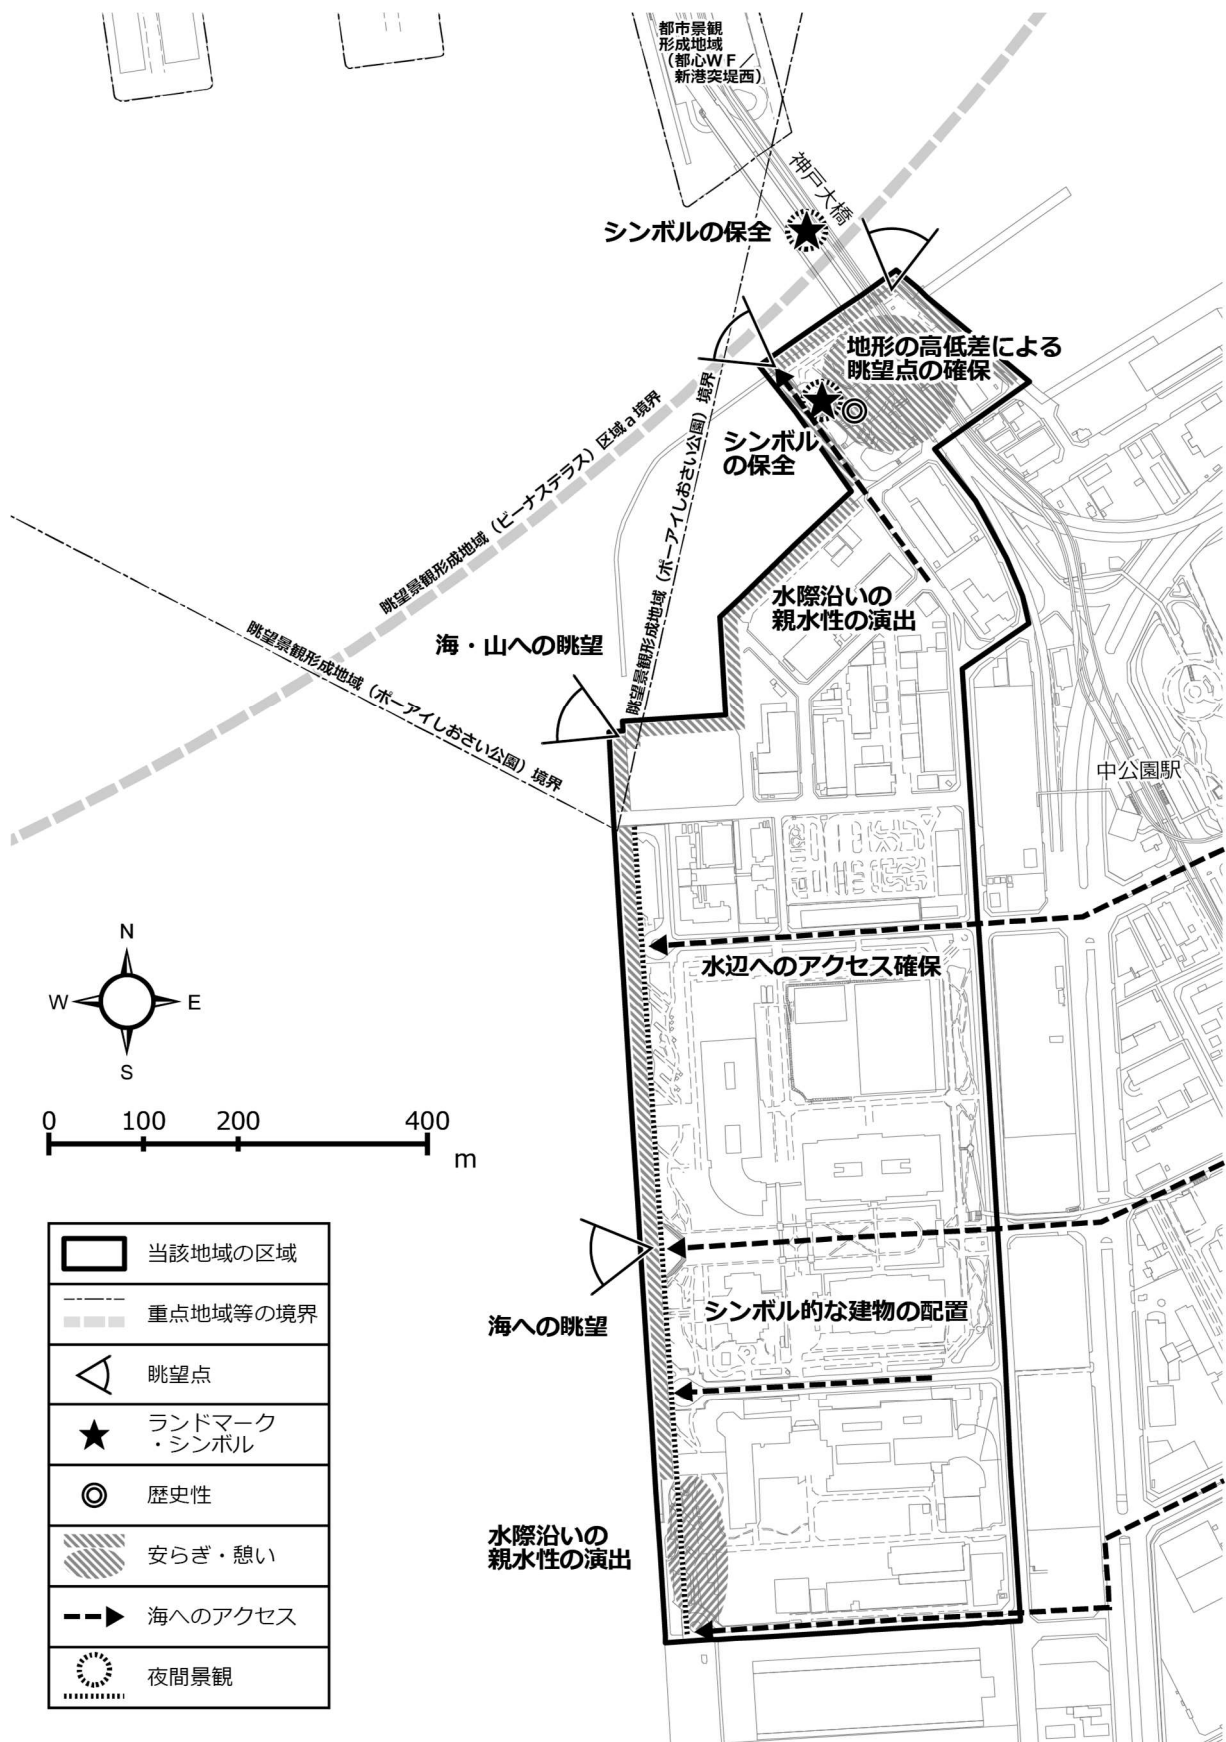 都市景観
形成地域
（都心WF／
新港突堤西）
神戸大橋
シンボルの保全
地形の高低差による
眺望点の確保
シンボル
の保全
眺望景観形成地域（ビーナステラス）区域a境界
眺望景観形成地域（ポーアイしおさい公園）境界
眺望景観形成地域（ポーアイしおさい公園）境界
水際沿いの
親水性の演出
海・山への眺望
中公園駅
水辺へのアクセス確保
N
W
E
S
0
100
200
400
m
シンボル的な建物の配置
海への眺望
水際沿いの
親水性の演出
当該地域の区域
重点地域等の境界
眺望点
ランドマーク
・シンボル
歴史性
安らぎ・憩い
海へのアクセス
夜間景観